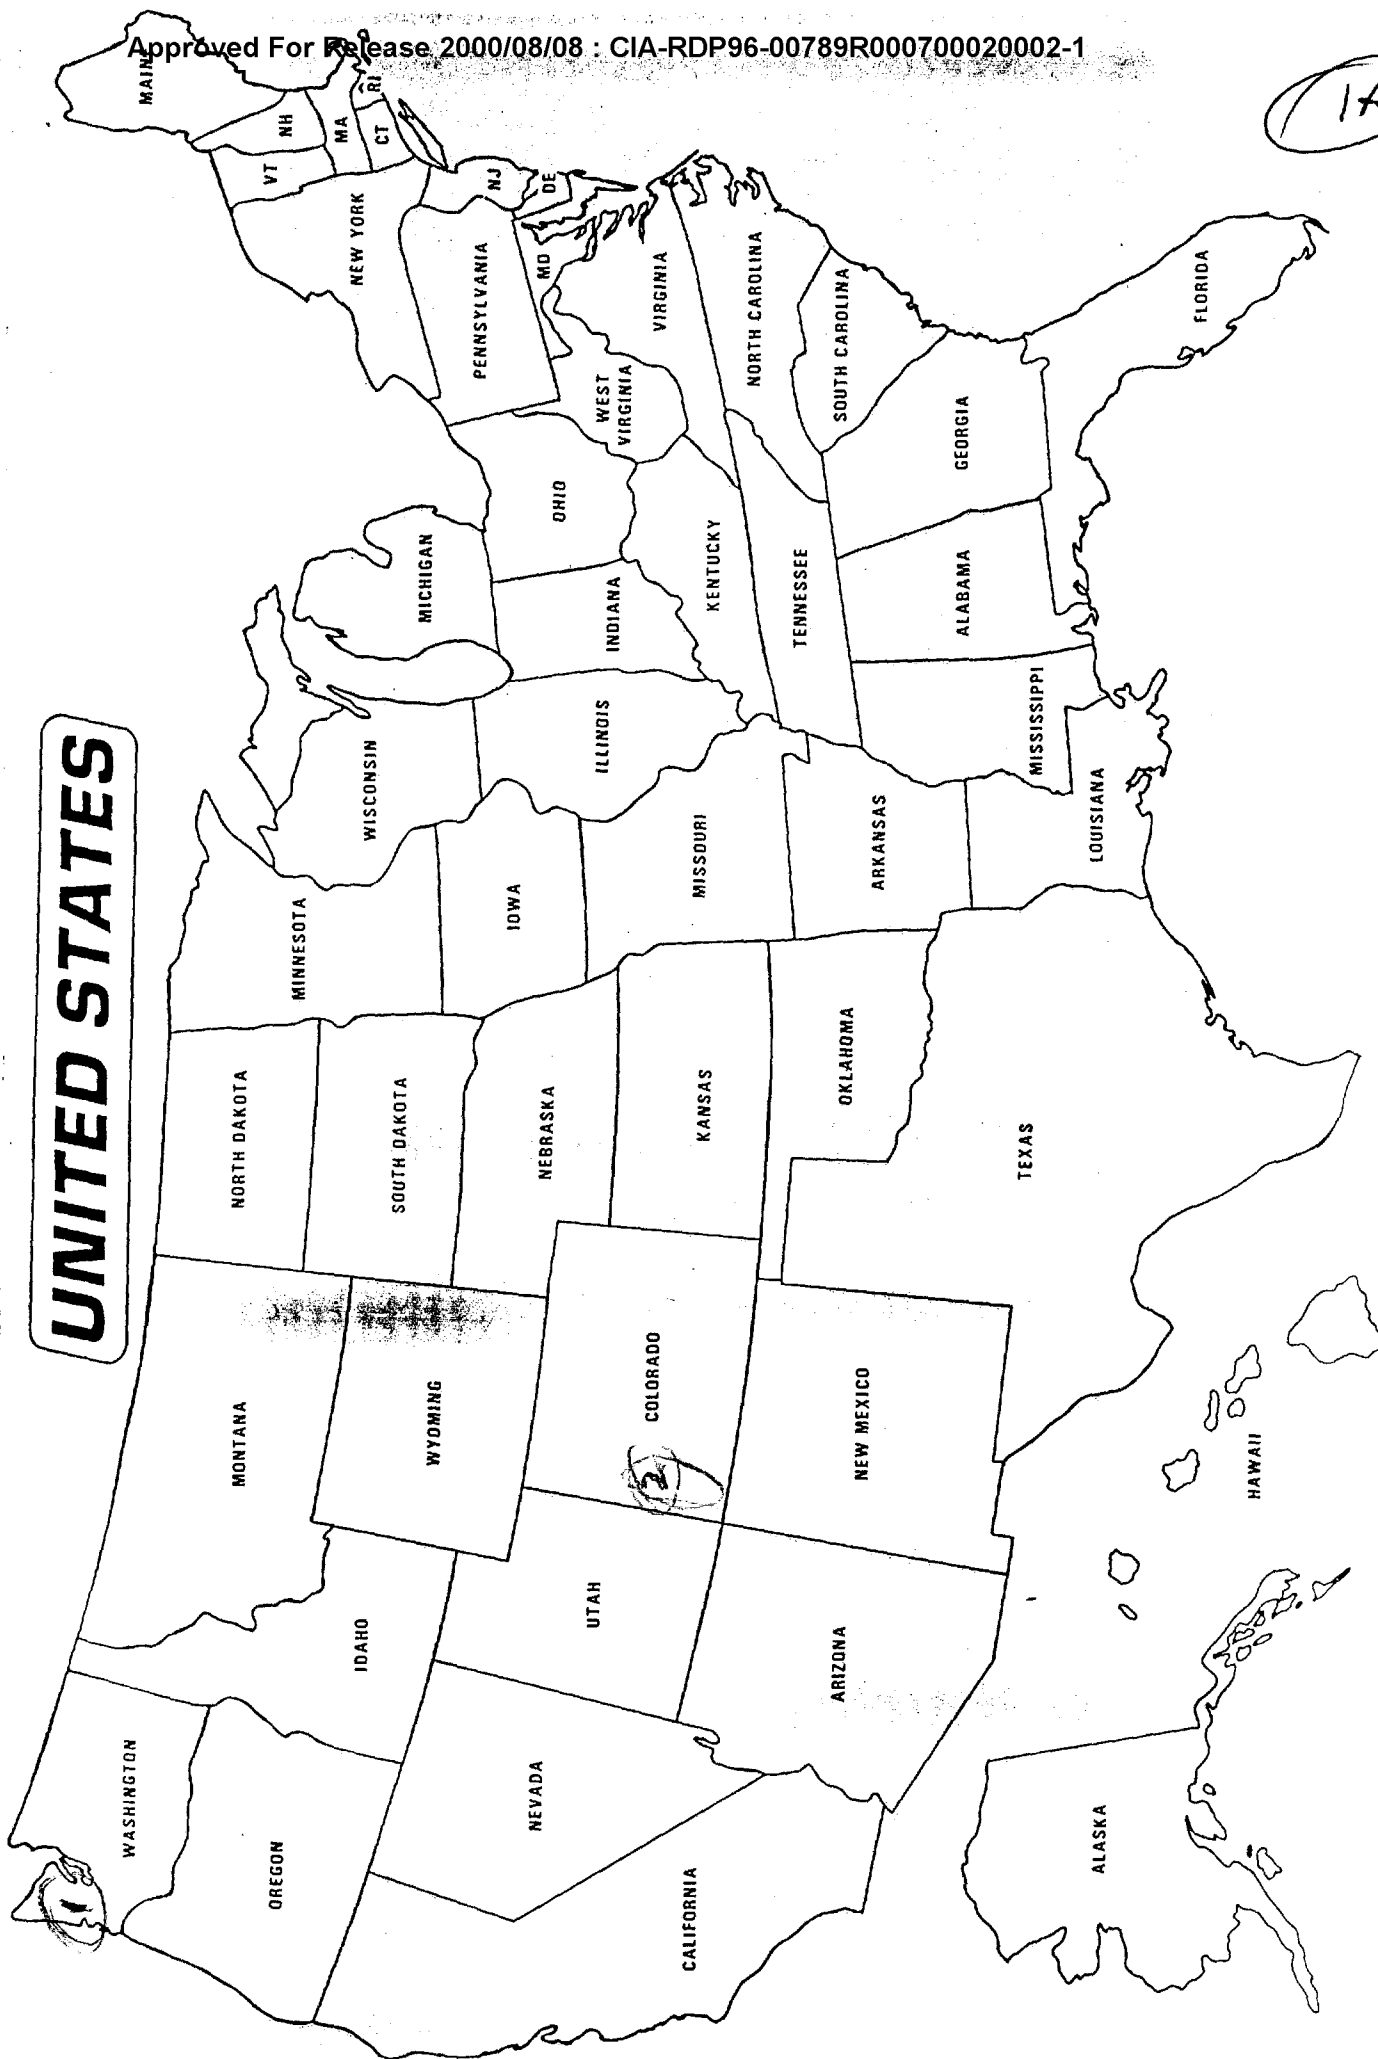 Approved For Release 2000/08/08 : CIA-RDP96-00789R000700020002-1
UNITED STATES
WASHINGTON
1
OREGON
CALIFORNIA
NEVADA
IDAHO
MONTANA
WYOMING
UTAH
ARIZONA
COLORADO
2
NEW MEXICO
NORTH DAKOTA
SOUTH DAKOTA
NEBRASKA
KANSAS
OKLAHOMA
TEXAS
MINNESOTA
IOWA
MISSOURI
ARKANSAS
LOUISIANA
WISCONSIN
ILLINOIS
MICHIGAN
INDIANA
OHIO
KENTUCKY
TENNESSEE
MISSISSIPPI
ALABAMA
GEORGIA
FLORIDA
SOUTH CAROLINA
NORTH CAROLINA
VIRGINIA
WEST
VIRGINIA
MD
DE
PENNSYLVANIA
NJ
NEW YORK
VT
NH
MAINE
MA
CT
RI
ALASKA
HAWAII